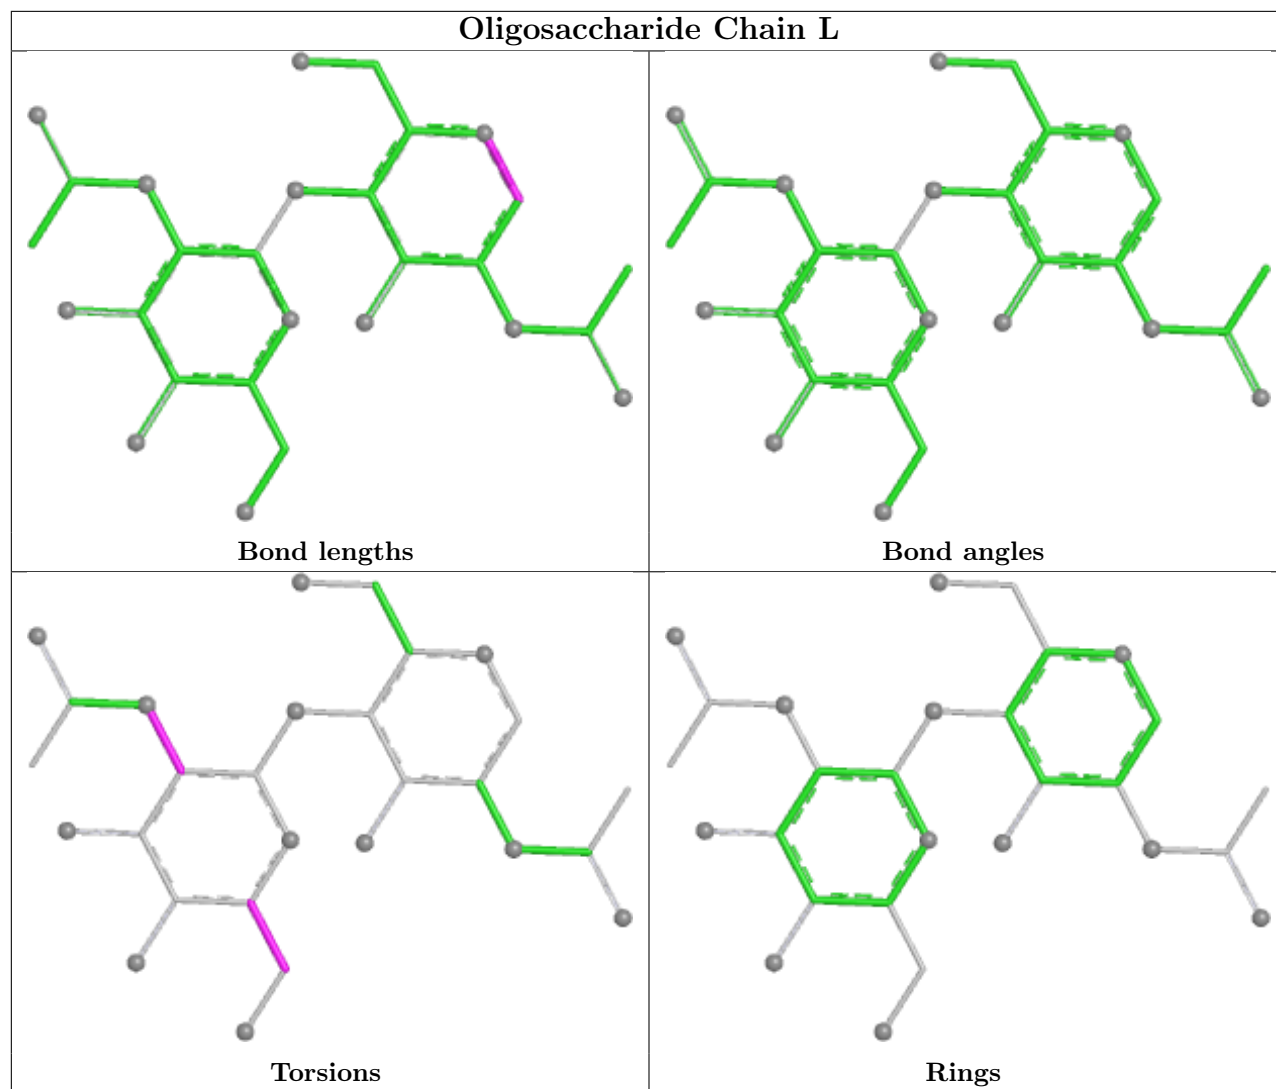 Oligosaccharide Chain L
Bond lengths
Bond angles
Torsions
Rings